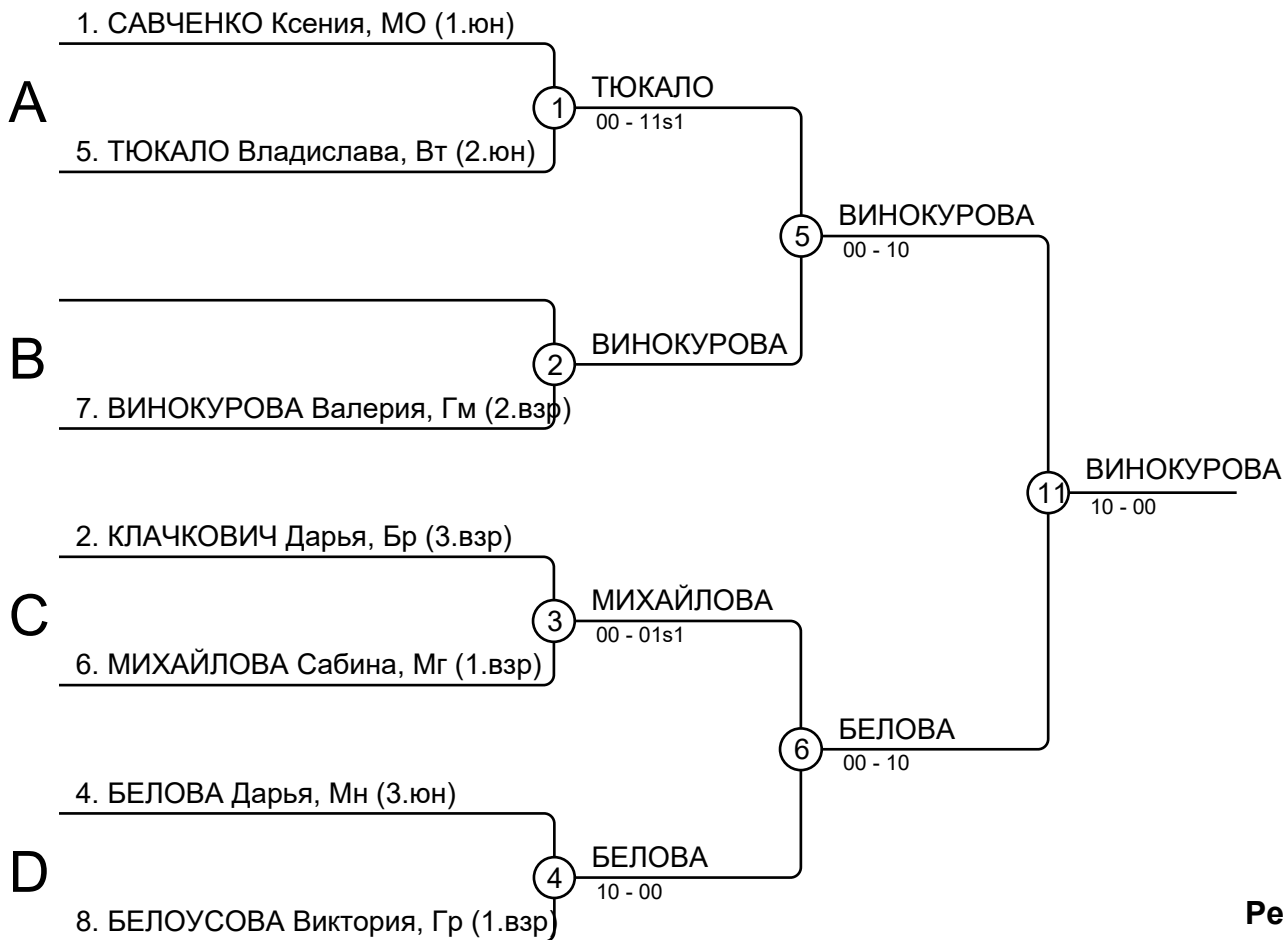 1. САВЧЕНКО Ксения, МО (1.юн)
A
1
ТЮКАЛО
00 - 11s1
5. ТЮКАЛО Владислава, Вт (2.юн)
5
ВИНОКУРОВА
00 - 10
B
2
ВИНОКУРОВА
7. ВИНОКУРОВА Валерия, Гм (2.взр)
11
ВИНОКУРОВА
10 - 00
2. КЛАЧКОВИЧ Дарья, Бр (3.взр)
C
3
МИХАЙЛОВА
00 - 01s1
6. МИХАЙЛОВА Сабина, Мг (1.взр)
6
БЕЛОВА
00 - 10
4. БЕЛОВА Дарья, Мн (3.юн)
D
4
БЕЛОВА
10 - 00
8. БЕЛОУСОВА Виктория, Гр (1.взр)
Ре